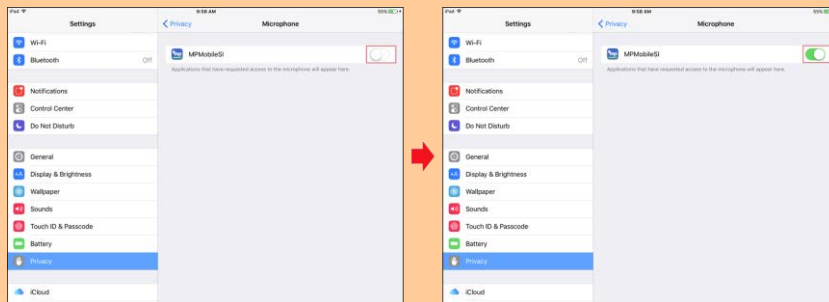 iPad 9:58 AM 99%
Settings Privacy Microphone
Wi-Fi
Bluetooth Off
MPMobileSI
Applications that have requested access to the microphone will appear here.
Notifications
Control Center
Do Not Disturb
General
Display & Brightness
Wallpaper
Sounds
Touch ID & Passcode
Battery
Privacy
iCloud
iPad 9:58 AM
Settings Privacy Microphone
Wi-Fi
Bluetooth Off
MPMobileSI
Applications that have requested access to the microphone will appear here.
Notifications
Control Center
Do Not Disturb
General
Display & Brightness
Wallpaper
Sounds
Touch ID & Passcode
Battery
Privacy
iCloud